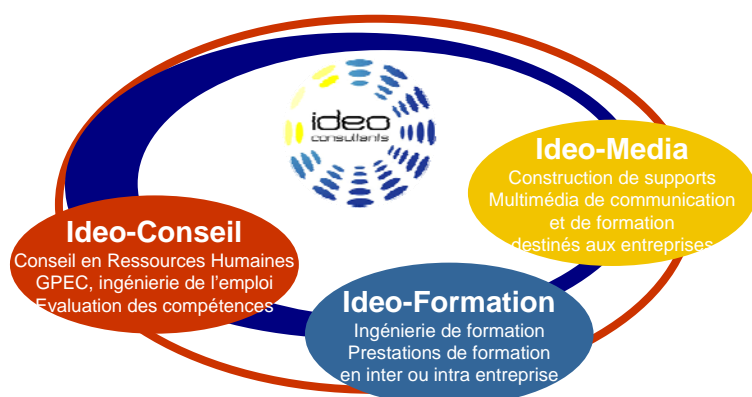 ideo
consultants
Ideo-Media
Construction de supports
Multimédia de communication
et de formation
destinés aux entreprises
Ideo-Conseil
Conseil en Ressources Humaines
GPEC, ingénierie de l'emploi
Evaluation des compétences
Ideo-Formation
Ingénierie de formation
Prestations de formation
en inter ou intra entreprise